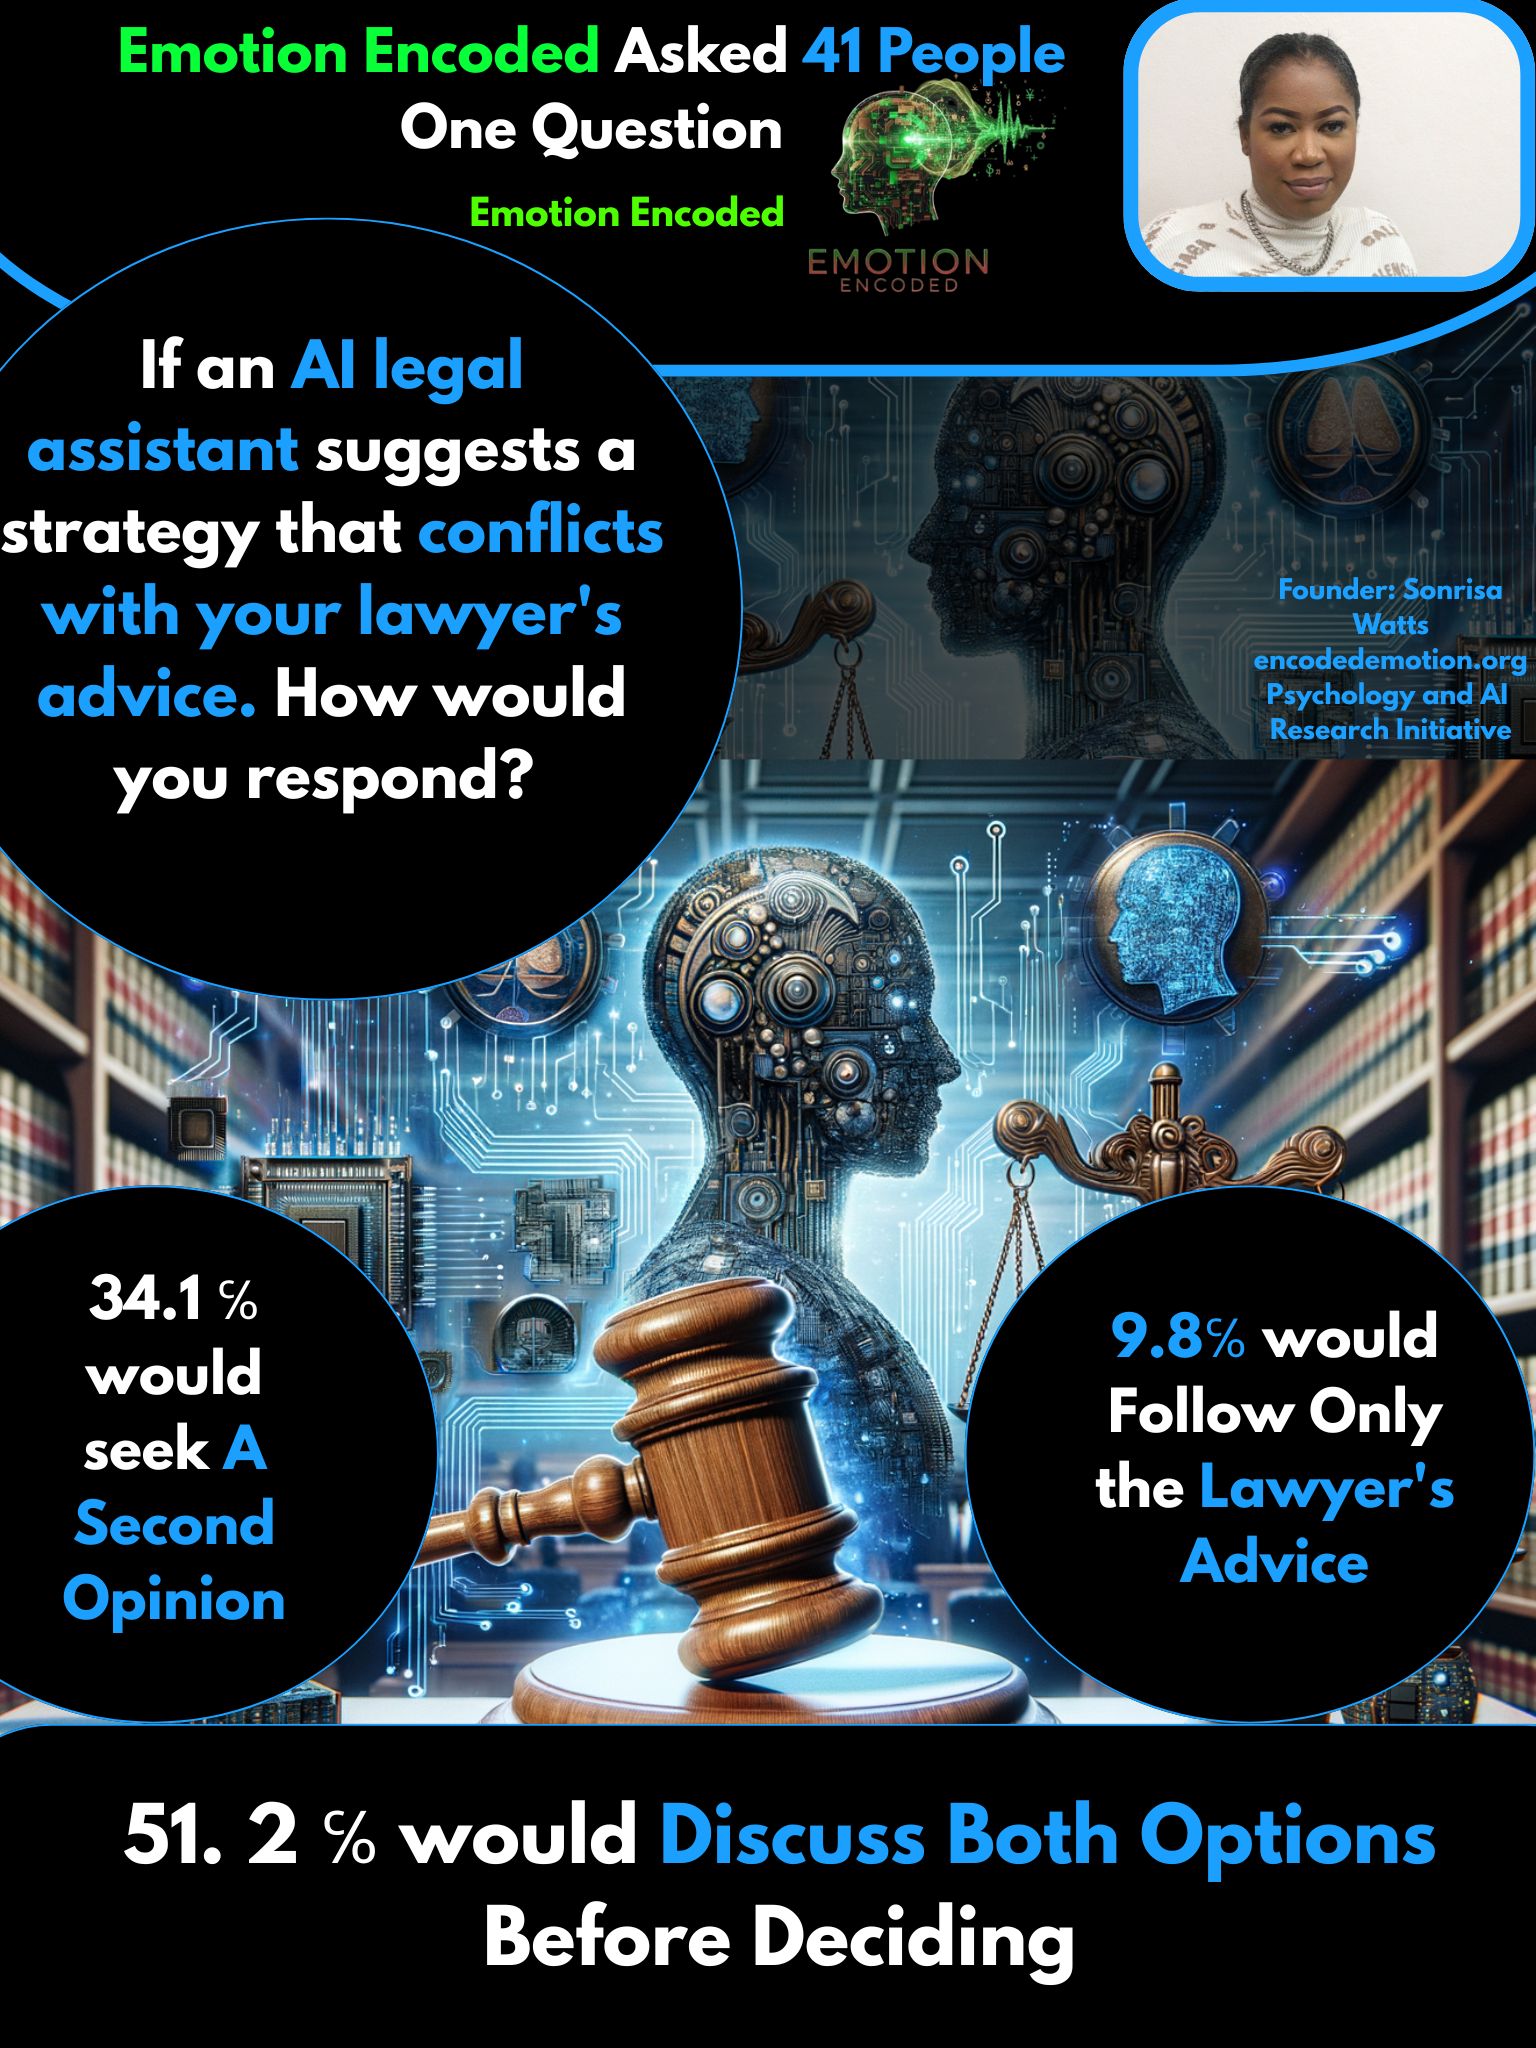 Emotion Encoded Asked 41 People
One Question
Emotion Encoded
EMOTION
ENCODED
If an AI legal
assistant suggests a
strategy that conflicts
with your lawyer's
advice. How would
you respond?
Founder: Sonrisa
Watts
encodedemotion.org
Psychology and AI
Research Initiative
34.1 ℅
would
seek A
Second
Opinion
9.8℅ would
Follow Only
the Lawyer's
Advice
51. 2 ℅ would Discuss Both Options
Before Deciding